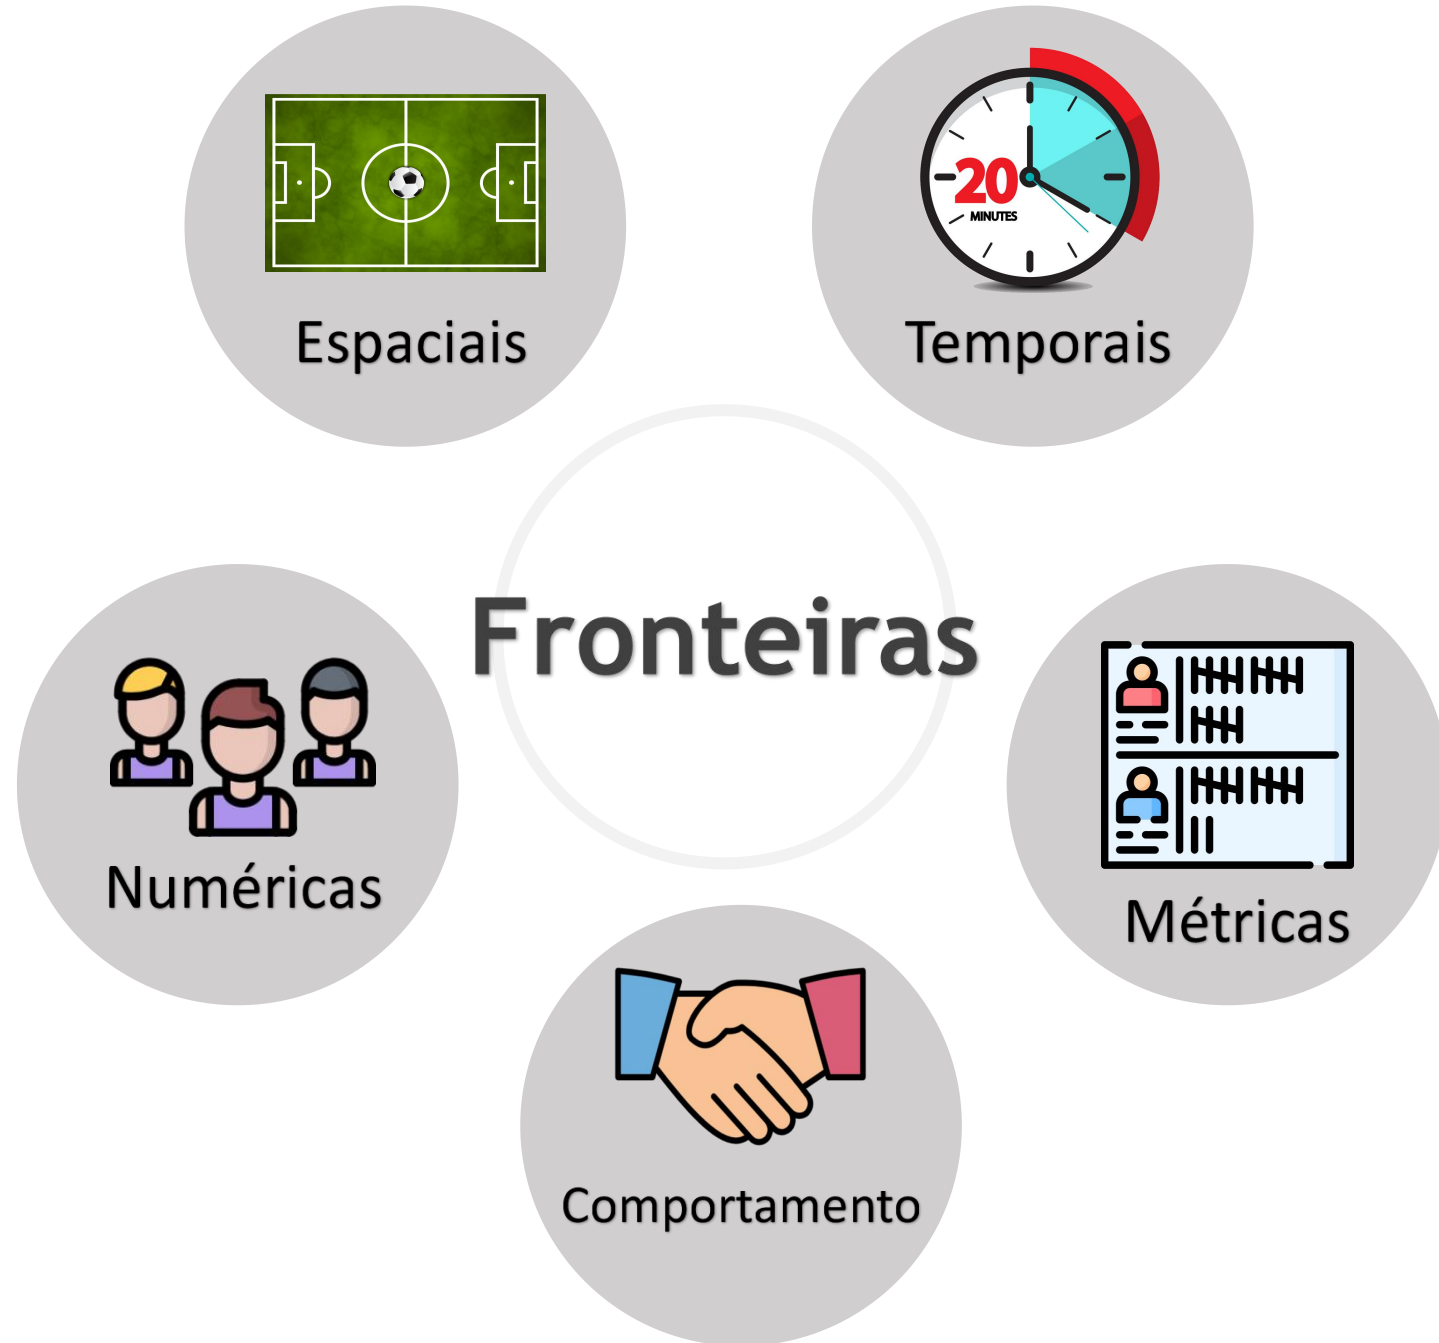 Espaciais
20
MINUTES
Temporais
Fronteiras
Numéricas
Métricas
Comportamento